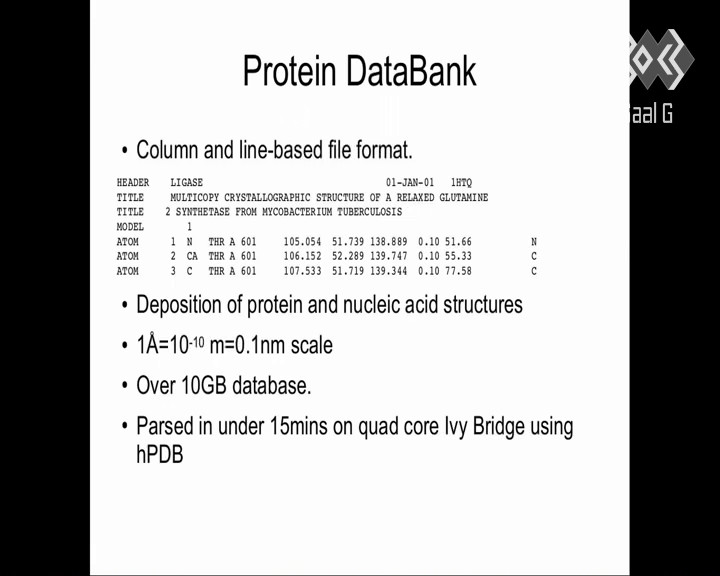 Protein DataBank
• Column and line-based file format.
HEADER LIGASE 01-JAN-01 1HTQ
TITLE MULTICOPY CRYSTALLOGRAPHIC STRUCTURE OF A RELAXED GLUTAMINE
TITLE 2 SYNTHETASE FROM MYCOBACTERIUM TUBERCULOSIS
MODEL 1
ATOM 1 N THR A 601 105.054 51.739 138.889 0.10 51.66 N
ATOM 2 CA THR A 601 106.152 52.289 139.747 0.10 55.33 C
ATOM 3 C THR A 601 107.533 51.719 139.344 0.10 77.58 C
• Deposition of protein and nucleic acid structures
• 1Å=10⁻¹⁰ m=0.1nm scale
• Over 10GB database.
• Parsed in under 15mins on quad core Ivy Bridge using
hPDB
aal G